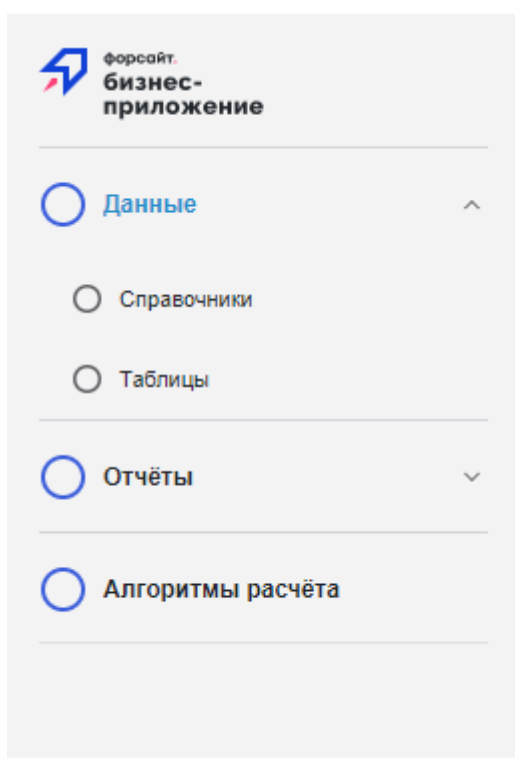 форсайт.
бизнес-
приложение
Данные
Справочники
Таблицы
Отчёты
Алгоритмы расчёта